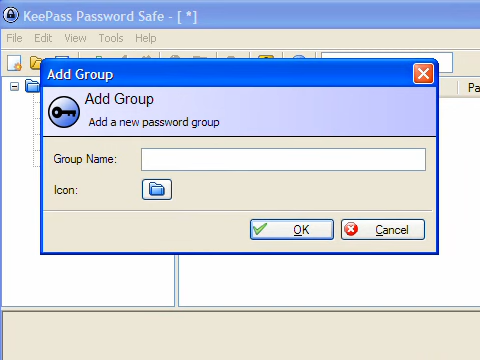 KeePass Password Safe - [ *]
File Edit View Tools Help
Add Group
Add Group
Add a new password group
Group Name:
Icon:
OK Cancel